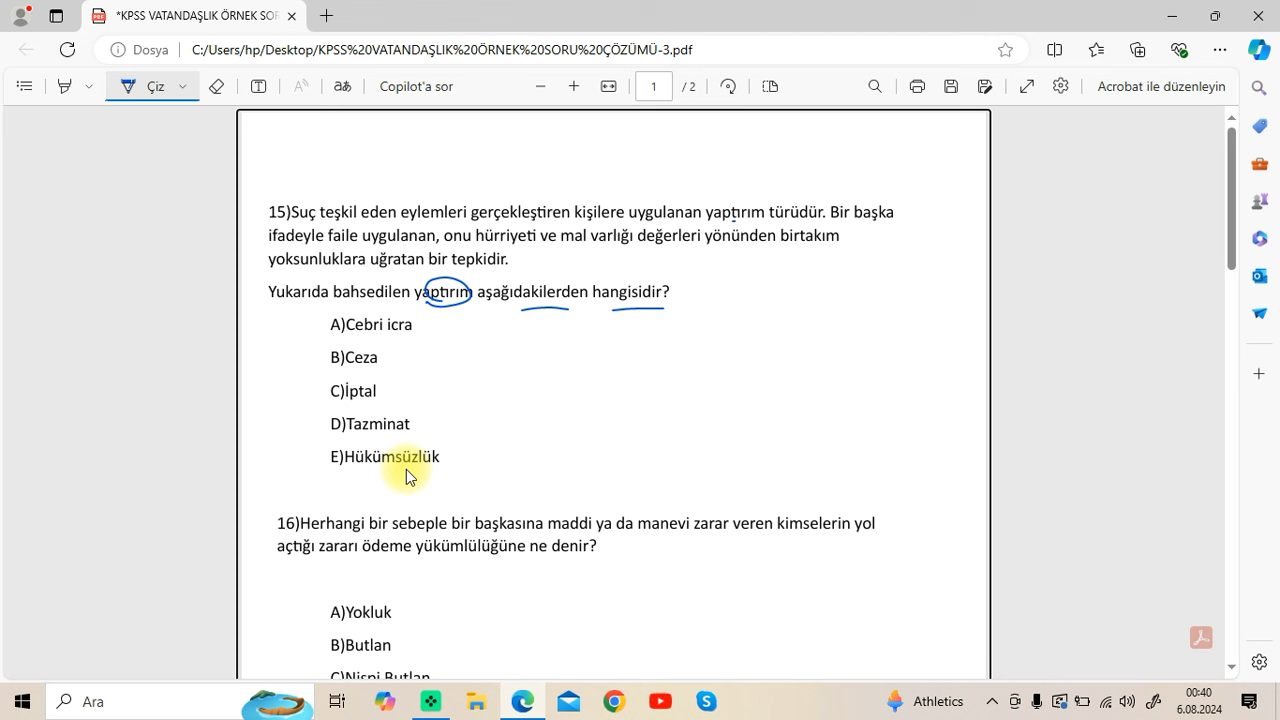 *KPSS VATANDAŞLIK ÖRNEK SOR
Dosya
C:/Users/hp/Desktop/KPSS%20VATANDAŞLIK%20ÖRNEK%20SORU%20ÇÖZÜMÜ-3.pdf
Çiz
Copilot'a sor
1
/ 2
Acrobat ile düzenleyin
15)Suç teşkil eden eylemleri gerçekleştiren kişilere uygulanan yaptırım türüdür. Bir başka
ifadeyle faile uygulanan, onu hürriyeti ve mal varlığı değerleri yönünden birtakım
yoksunluklara uğratan bir tepkidir.
Yukarıda bahsedilen yaptırım aşağıdakilerden hangisidir?
A)Cebri icra
B)Ceza
C)İptal
D)Tazminat
E)Hükümsüzlük
16)Herhangi bir sebeple bir başkasına maddi ya da manevi zarar veren kimselerin yol
açtığı zararı ödeme yükümlülüğüne ne denir?
A)Yokluk
B)Butlan
C)Nispi Butlan
Ara
Athletics
00:40
6.08.2024